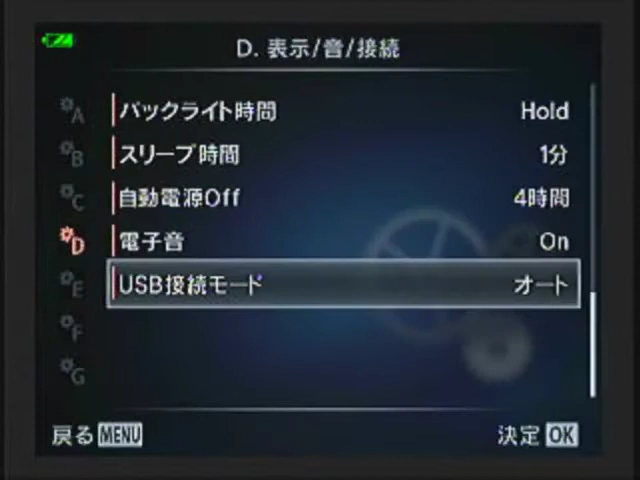 D. 表示/音/接続
A
バックライト時間 Hold
B
スリープ時間 1分
C
自動電源Off 4時間
D
電子音 On
E
USB接続モード オート
F
G
戻る MENU 決定 OK